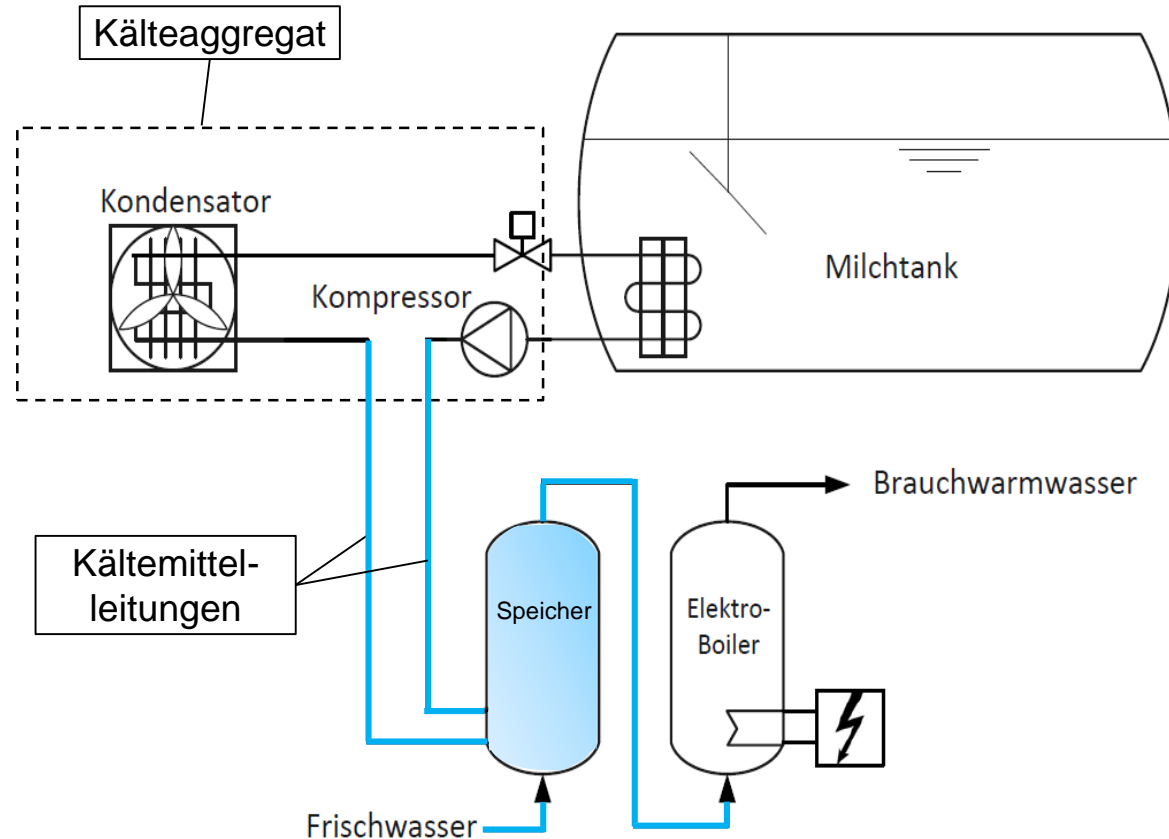 Kälteaggregat
Kondensator
Kompressor
Milchtank
Brauchwarmwasser
Kältemittel-
leitungen
Speicher
Elektro-
Boiler
Frischwasser